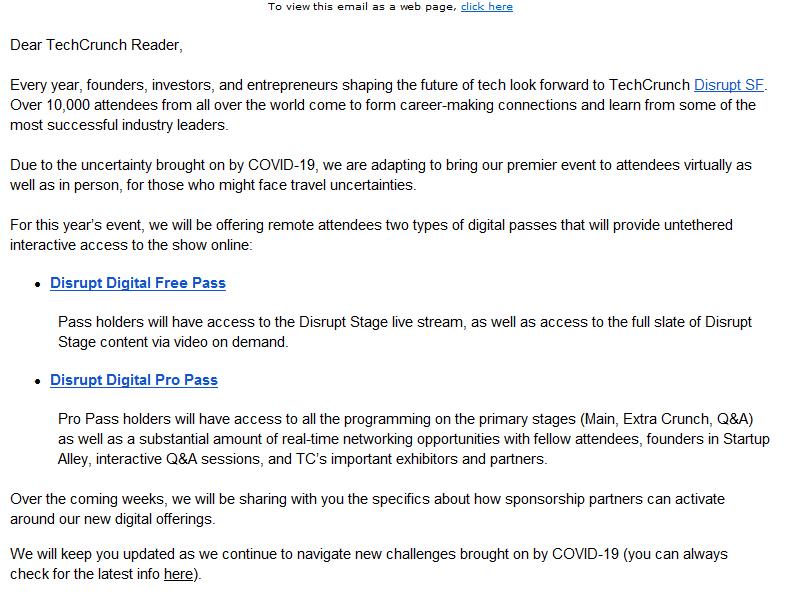 To view this email as a web page, click here
Dear TechCrunch Reader,
Every year, founders, investors, and entrepreneurs shaping the future of tech look forward to TechCrunch Disrupt SF.
Over 10,000 attendees from all over the world come to form career-making connections and learn from some of the
most successful industry leaders.
Due to the uncertainty brought on by COVID-19, we are adapting to bring our premier event to attendees virtually as
well as in person, for those who might face travel uncertainties.
For this year's event, we will be offering remote attendees two types of digital passes that will provide untethered
interactive access to the show online:
• Disrupt Digital Free Pass
Pass holders will have access to the Disrupt Stage live stream, as well as access to the full slate of Disrupt
Stage content via video on demand.
• Disrupt Digital Pro Pass
Pro Pass holders will have access to all the programming on the primary stages (Main, Extra Crunch, Q&A)
as well as a substantial amount of real-time networking opportunities with fellow attendees, founders in Startup
Alley, interactive Q&A sessions, and TC's important exhibitors and partners.
Over the coming weeks, we will be sharing with you the specifics about how sponsorship partners can activate
around our new digital offerings.
We will keep you updated as we continue to navigate new challenges brought on by COVID-19 (you can always
check for the latest info here).